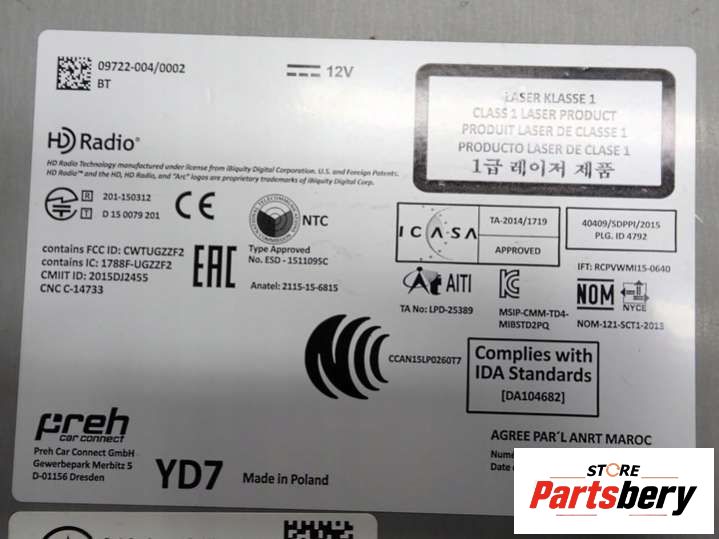 09722-004/0002
BT
12V
LASER KLASSE 1
CLASS 1 LASER PRODUCT
PRODUIT LASER DE CLASSE 1
PRODUCTO LASER DE CLASE 1
1급 레이저 제품
HD Radio®
HD Radio Technology manufactured under license from iBiquity Digital Corporation. U.S. and Foreign Patents.
HD Radio™ and the HD, HD Radio, and "Arc" logos are proprietary trademarks of iBiquity Digital Corp.
R 201-150312
D 15 0079 201
CE
NTC
Type Approved
No. ESD - 1511095C
ICASA
TA-2014/1719
APPROVED
40409/SDPPI/2015
PLG. ID 4792
contains FCC ID: CWTUGZZF2
contains IC: 1788F-UGZZF2
CMIIT ID: 2015DJ2455
CNC C-14733
EAC
Anatel: 2115-15-6815
AITI
TA No: LPD-25389
MSIP-CMM-TD4-
MIBSTD2PQ
IFT: RCPVWMI15-0640
NOM
NYCE
NOM-121-SCT1-2013
CCAN15LP0260T7
Complies with
IDA Standards
[DA104682]
preh
car connect
Preh Car Connect GmbH
Gewerbepark Merbitz 5
D-01156 Dresden
YD7
Made in Poland
AGREE PAR'L ANRT MAROC
STORE
Partsbery